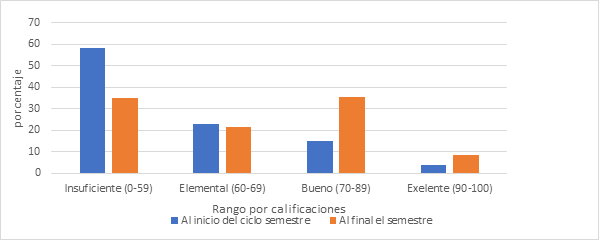 70
60
50
40
30
20
10
0
porcentaje
Insuficiente (0-59) Elemental (60-69) Bueno (70-89) Exelente (90-100)
Rango por calificaciones
Al inicio del ciclo semestre Al final el semestre